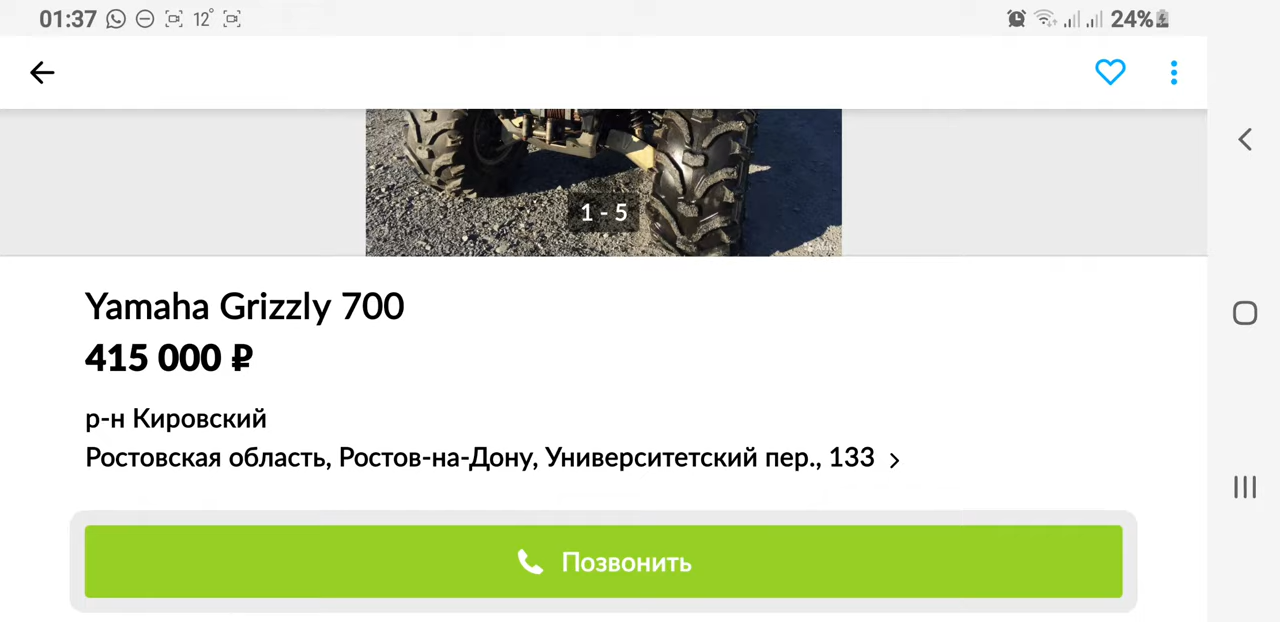 01:37 12° 24%
1 - 5
Yamaha Grizzly 700
415 000 ₽
р-н Кировский
Ростовская область, Ростов-на-Дону, Университетский пер., 133
Позвонить